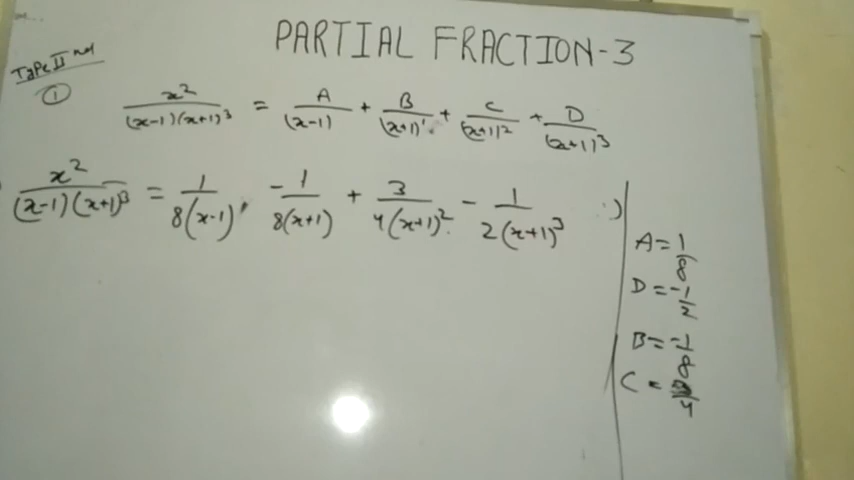 PARTIAL FRACTION-3
Type II nd
①
x²/(x-1)(x+1)³ = A/(x-1) + B/(x+1)¹ + C/(x+1)² + D/(x+1)³
x²/(x-1)(x+1)³ = 1/8(x-1) -1/8(x+1) + 3/4(x+1)² - 1/2(x+1)³
A = 1/8
D = -1/2
B = -1/8
C = /4